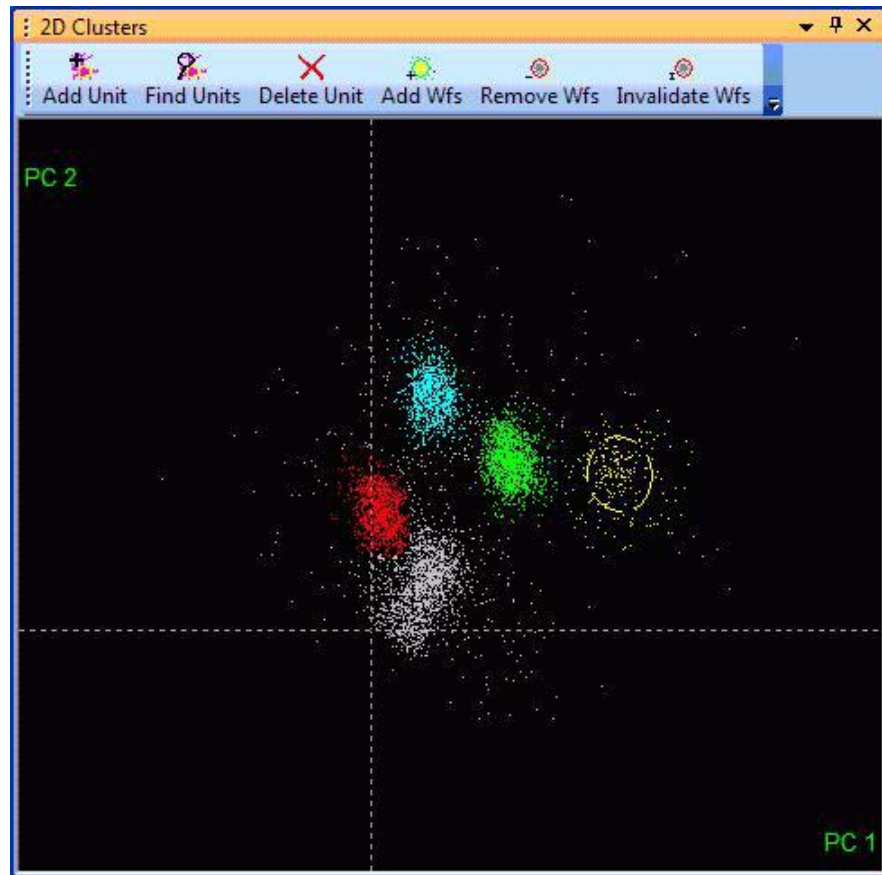 2D Clusters
Add Unit Find Units Delete Unit Add Wfs Remove Wfs Invalidate Wfs
PC 2
PC 1